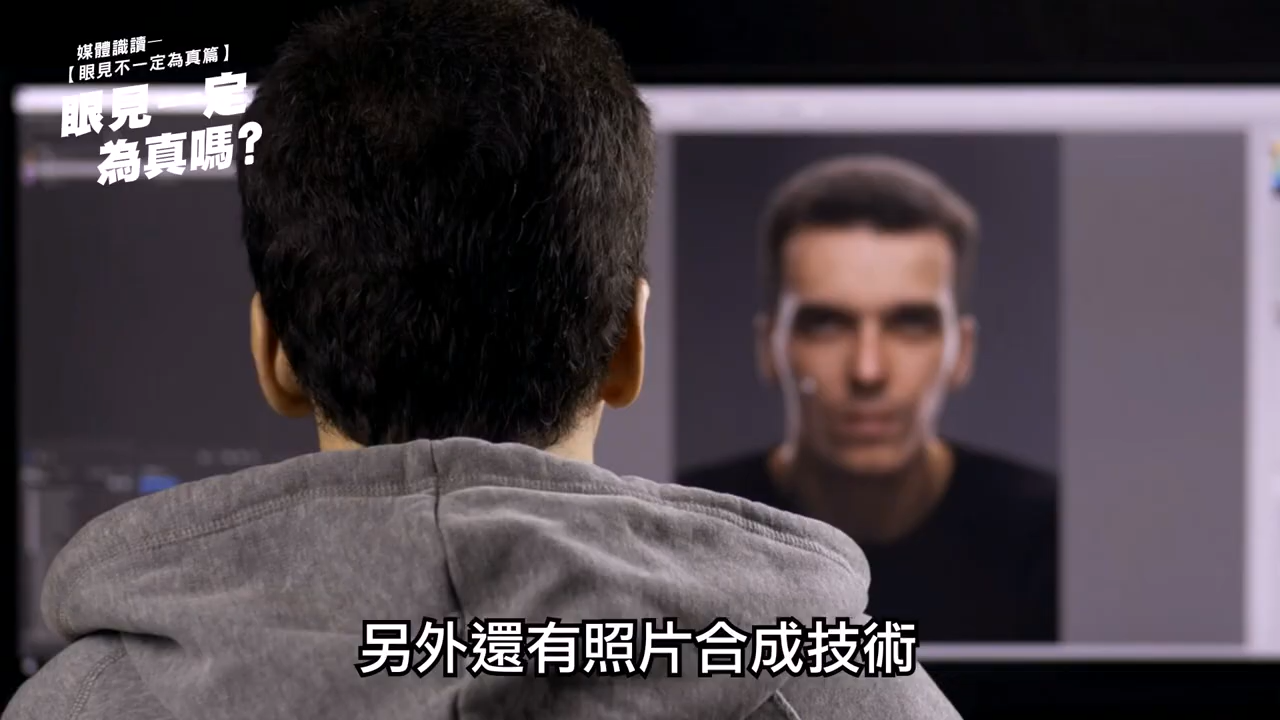 媒體識讀—
【眼見不一定為真篇】
眼見一定
為真嗎?
另外還有照片合成技術